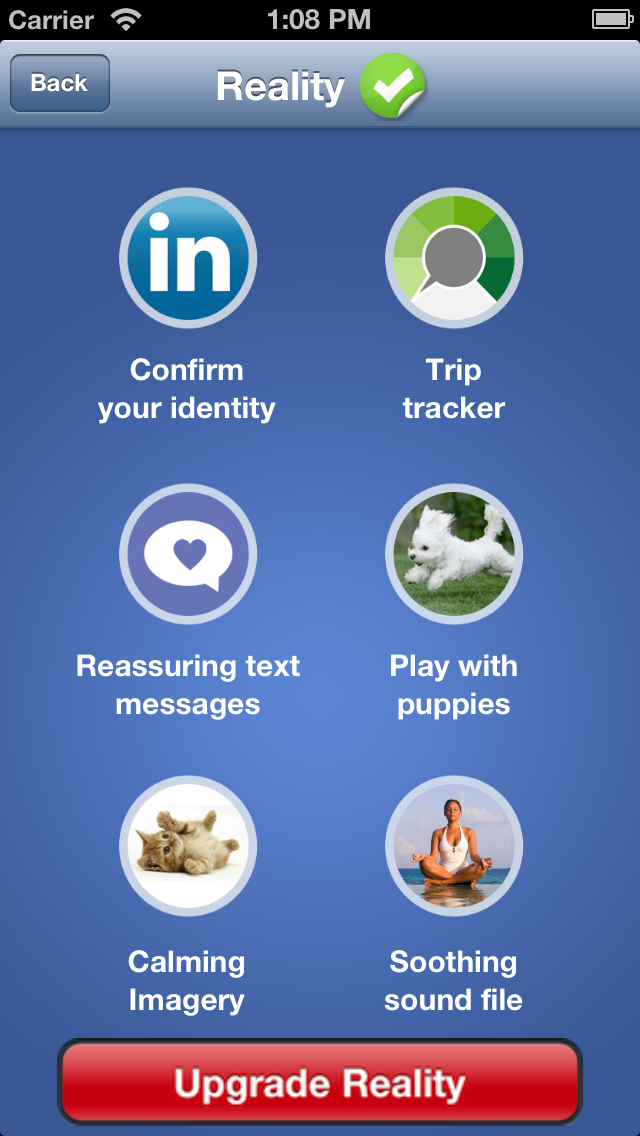 Carrier 1:08 PM
Back Reality
in
Confirm
your identity
Trip
tracker
Reassuring text
messages
Play with
puppies
Calming
Imagery
Soothing
sound file
Upgrade Reality